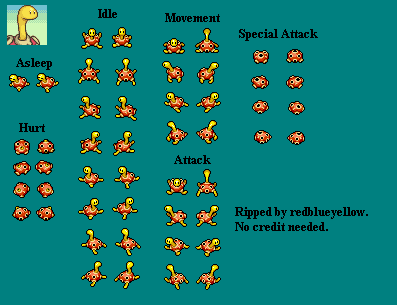 Idle
Movement
Special Attack
Asleep
Hurt
Attack
Ripped by redblueyellow.
No credit needed.